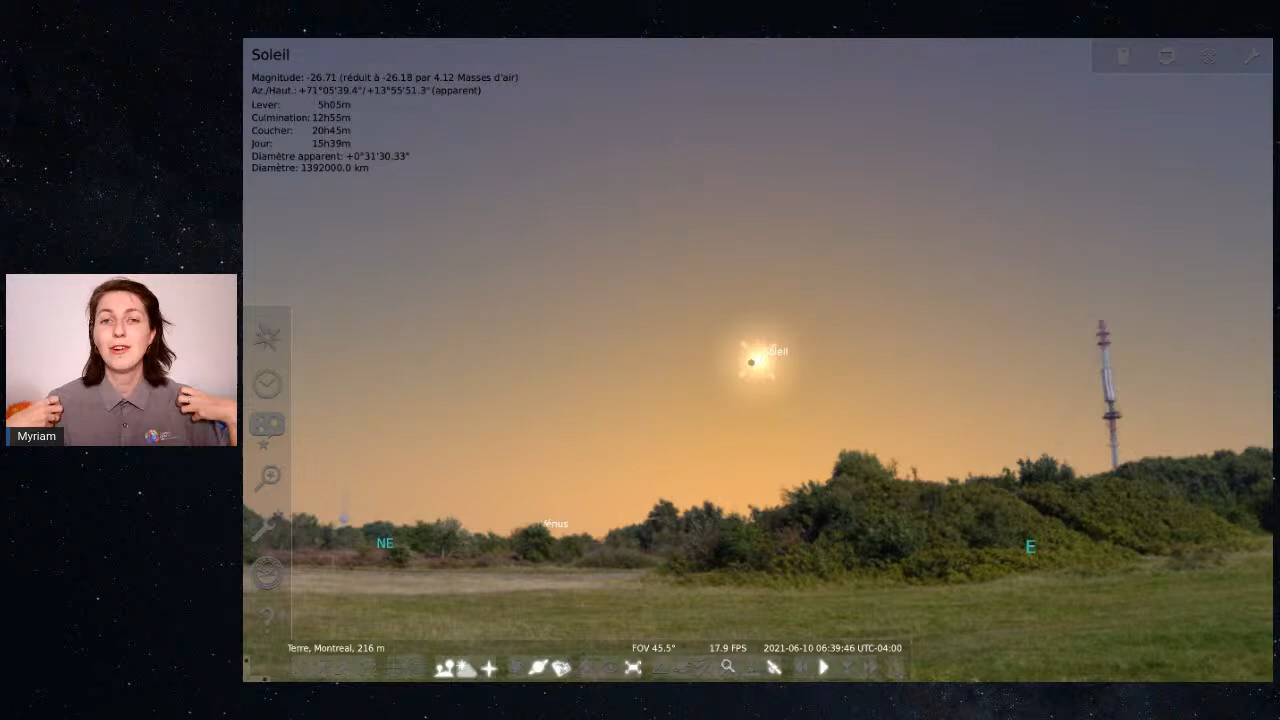 Soleil
Magnitude: -26.71 (réduit à -26.18 par 4.12 Masses d'air)
Az./Haut.: +71°05'39.4"/+13°55'51.3" (apparent)
Lever: 5h05m
Culmination: 12h55m
Coucher: 20h45m
Jour: 15h39m
Diamètre apparent: +0°31'30.33"
Diamètre: 1392000.0 km
Soleil
Myriam
Vénus
NE
E
Terre, Montreal, 216 m
FOV 45.5°
17.9 FPS
2021-06-10 06:39:46 UTC-04:00